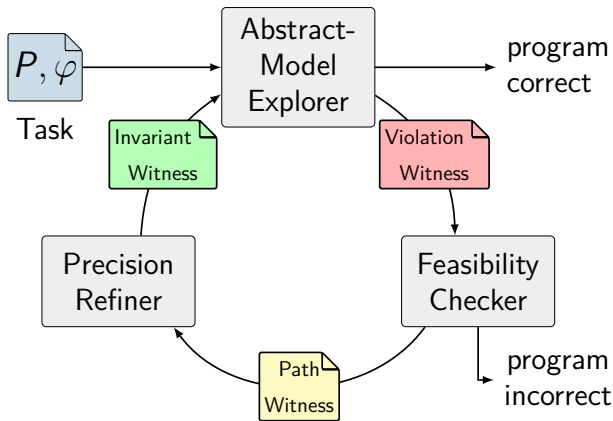 P, φ
Task
Abstract-
Model
Explorer
program
correct
Invariant
Witness
Violation
Witness
Precision
Refiner
Feasibility
Checker
Path
Witness
program
incorrect